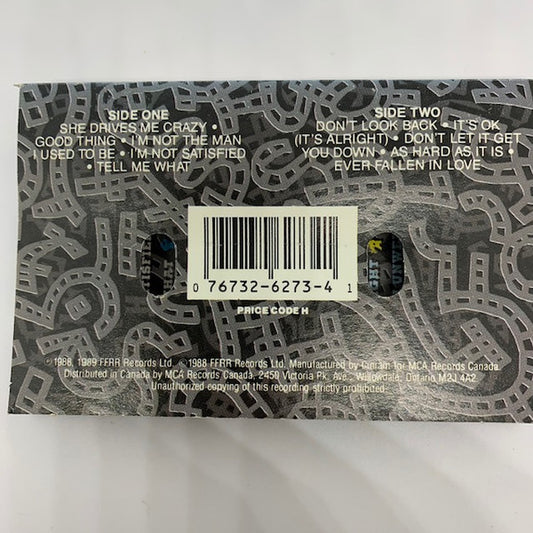 SIDE ONE
SHE DRIVES ME CRAZY •
GOOD THING • I'M NOT THE MAN
I USED TO BE • I'M NOT SATISFIED
• TELL ME WHAT
SIDE TWO
DON'T LOOK BACK • IT'S OK
(IT'S ALRIGHT) • DON'T LET IT GET
YOU DOWN • AS HARD AS IT IS •
EVER FALLEN IN LOVE
0 76732-6273-4 1
PRICE CODE H
℗1988, 1989 FFRR Records Ltd. ©1988 FFRR Records Ltd. Manufactured by Cinram for MCA Records Canada.
Distributed in Canada by MCA Records Canada, 2450 Victoria Pk. Ave., Willowdale, Ontario M2J 4A2.
Unauthorized copying of this recording strictly prohibited.